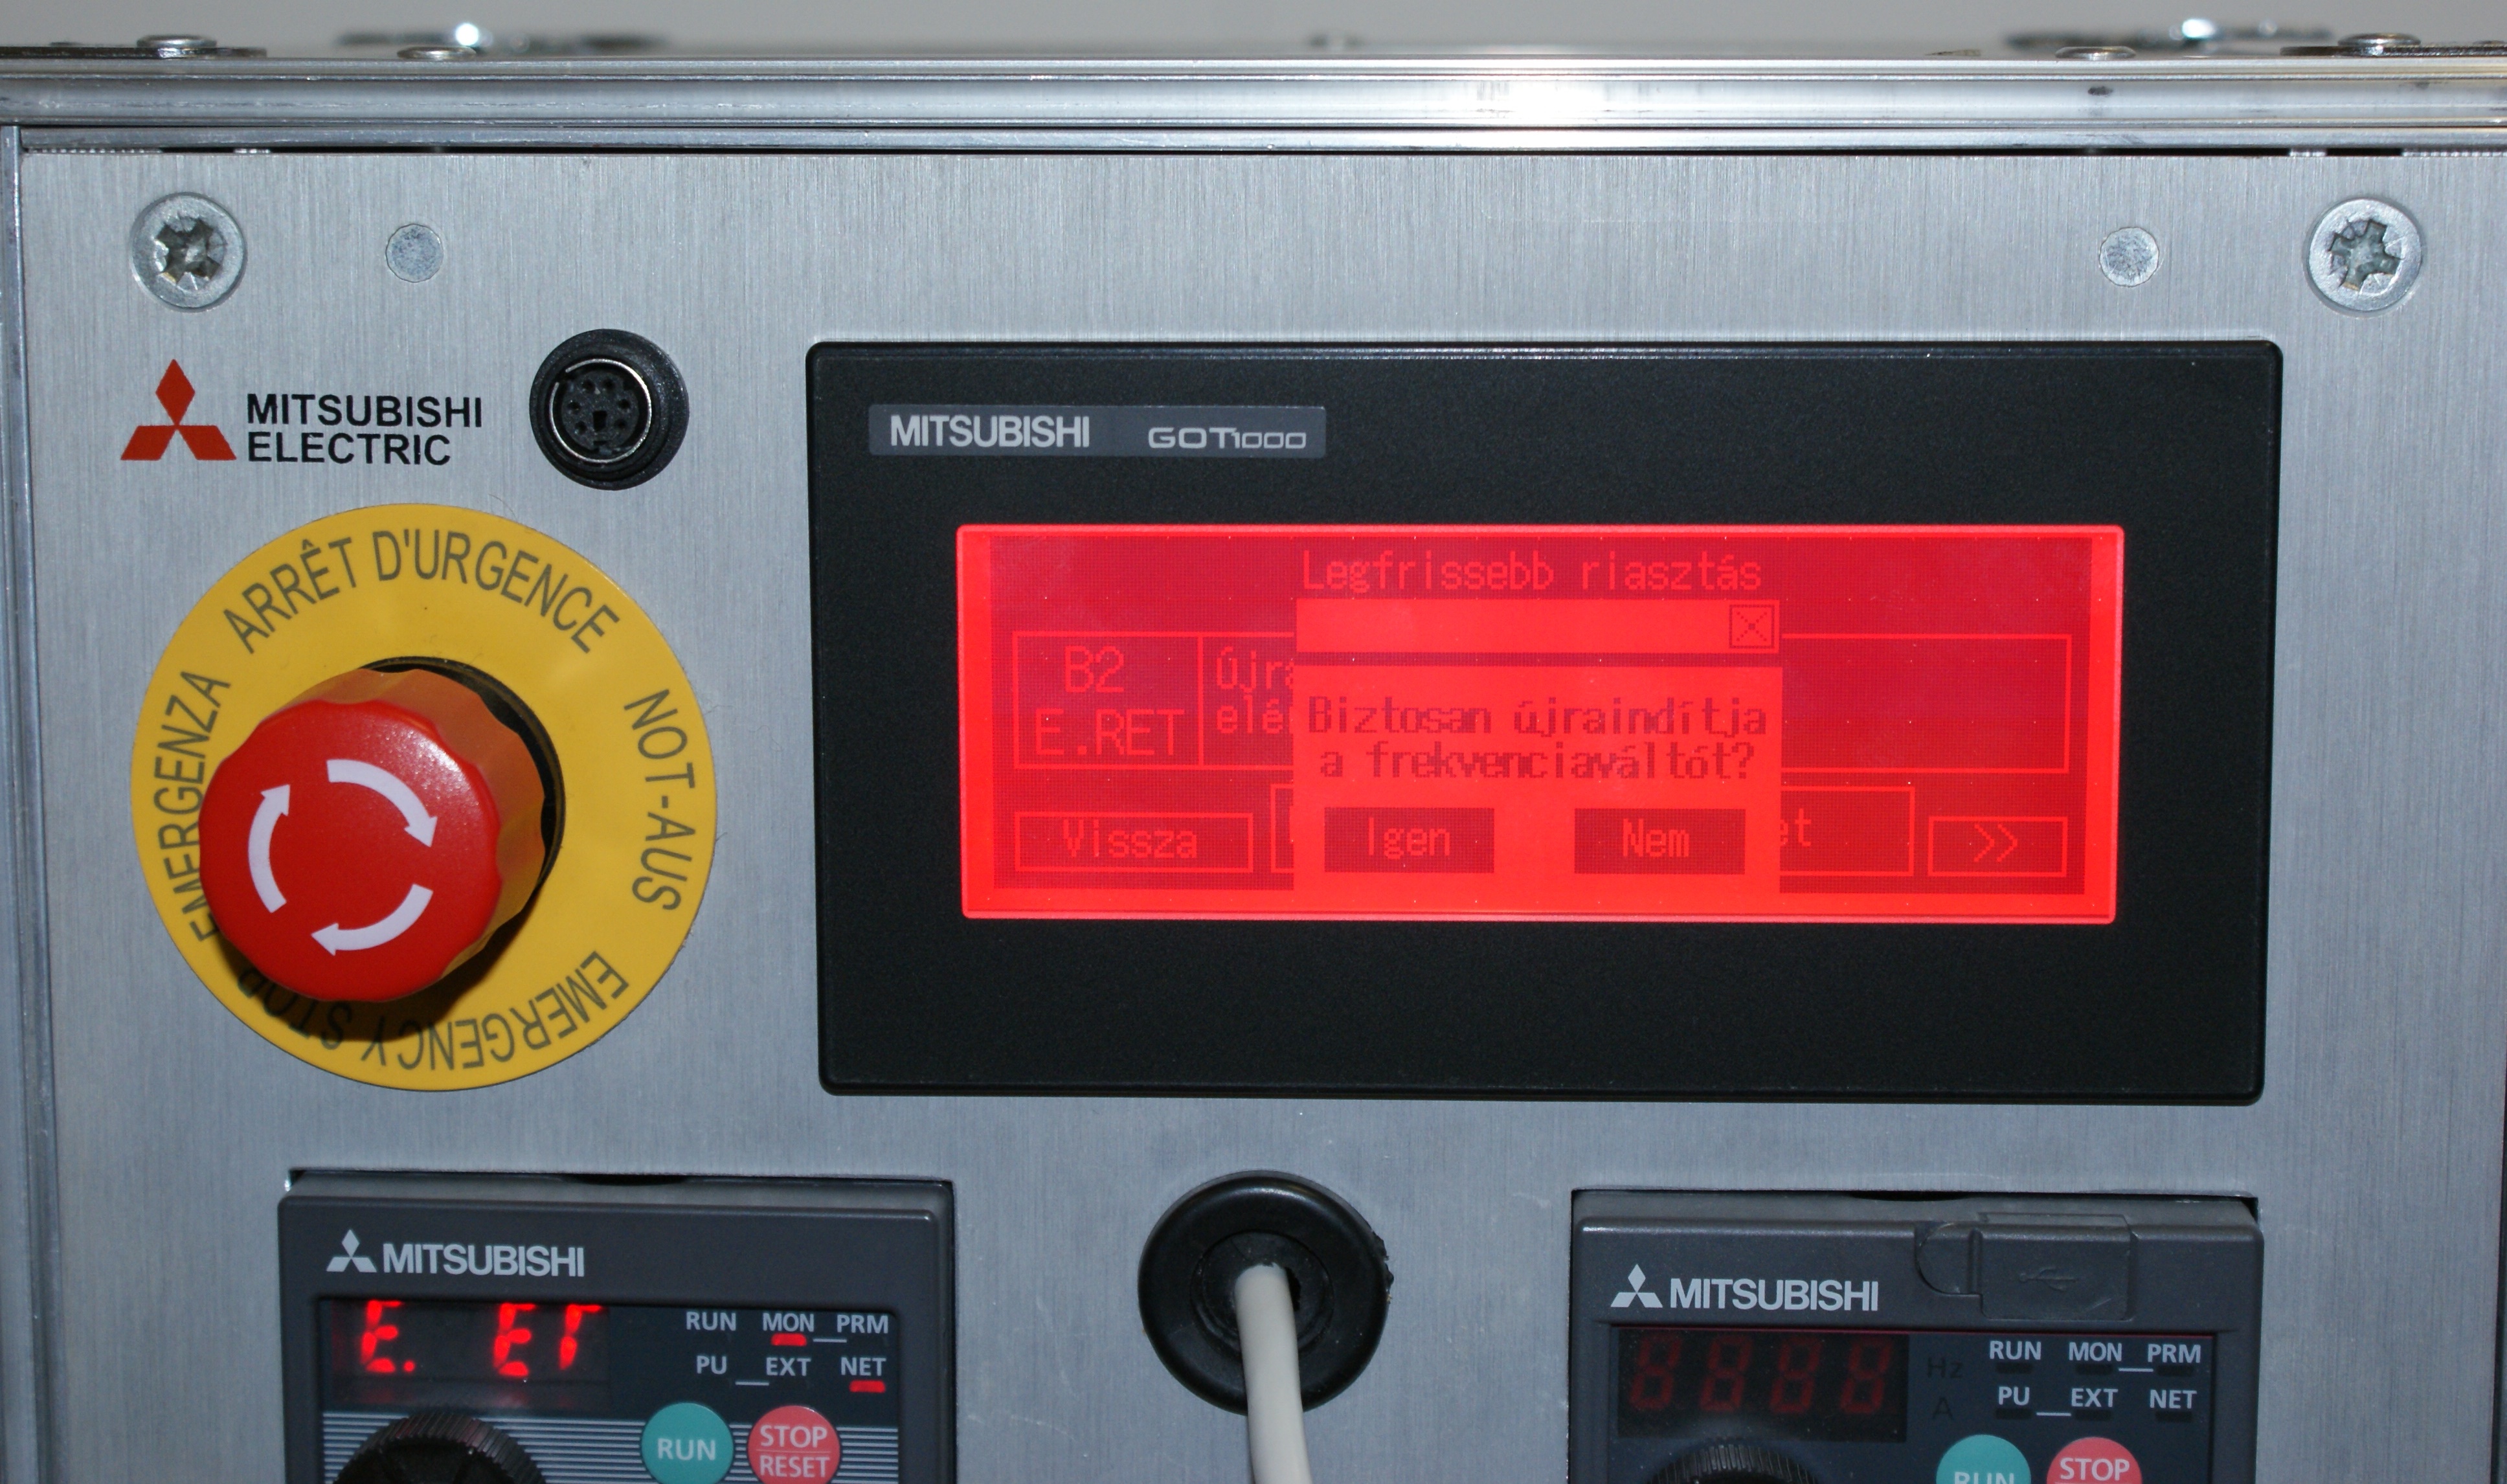 MITSUBISHI
ELECTRIC
MITSUBISHI GOT1000
ARRÊT D'URGENCE
NOT-AUS
EMERGENCY STOP
EMERGENZA
Legfrissebb riasztás
B2
E.RET
Biztosan újraindítja
a frekvenciaváltót?
Vissza
Igen
Nem
>>
MITSUBISHI
E. ET
RUN MON PRM
PU EXT NET
RUN
STOP
RESET
MITSUBISHI
8888
Hz
A
RUN MON PRM
PU EXT NET
RUN
STOP